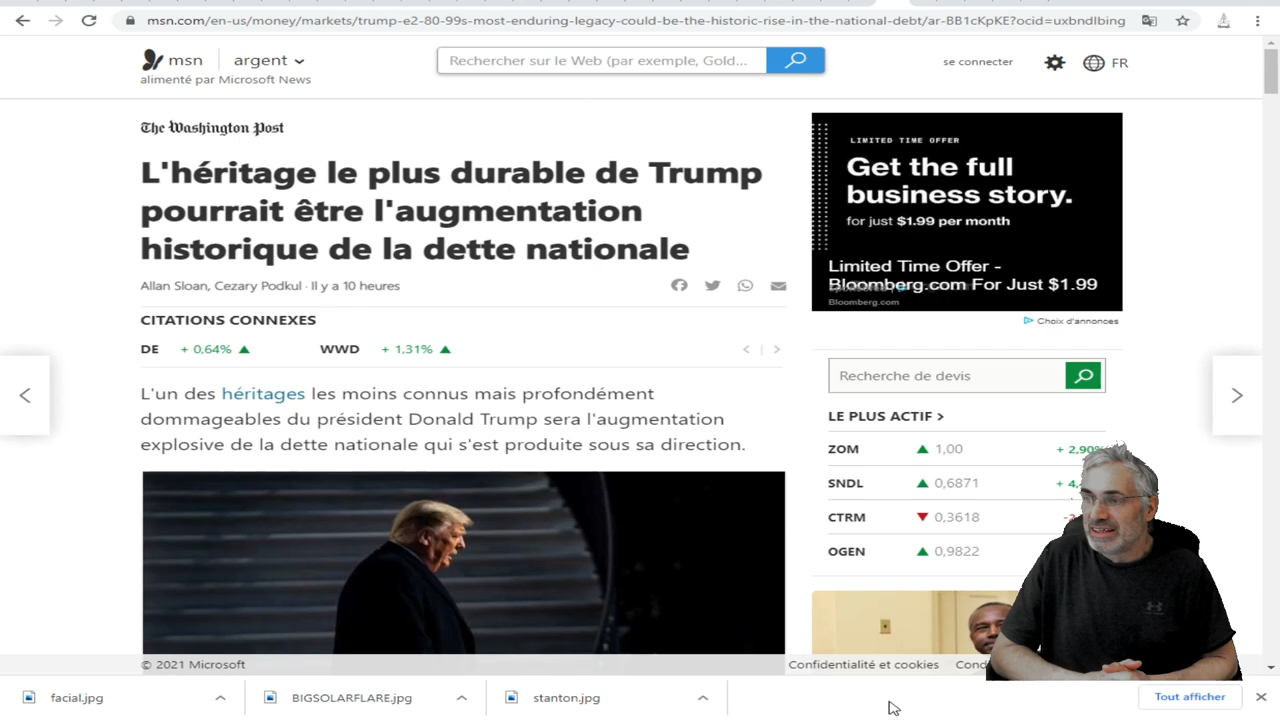 msn.com/en-us/money/markets/trump-e2-80-99s-most-enduring-legacy-could-be-the-historic-rise-in-the-national-debt/ar-BB1cKpKE?ocid=uxbndlbing
msn argent
alimenté par Microsoft News
Rechercher sur le Web (par exemple, Gold...
se connecter
FR
The Washington Post
L'héritage le plus durable de Trump
pourrait être l'augmentation
historique de la dette nationale
Allan Sloan, Cezary Podkul · Il y a 10 heures
CITATIONS CONNEXES
DE + 0,64% WWD + 1,31%
L'un des héritages les moins connus mais profondément
dommageables du président Donald Trump sera l'augmentation
explosive de la dette nationale qui s'est produite sous sa direction.
LIMITED TIME OFFER
Get the full
business story.
for just $1.99 per month
Limited Time Offer -
Bloomberg.com For Just $1.99
Bloomberg.com
Choix d'annonces
Recherche de devis
LE PLUS ACTIF >
ZOM 1,00 + 2,90%
SNDL 0,6871 + 4,
CTRM 0,3618
OGEN 0,9822
© 2021 Microsoft
Confidentialité et cookies
facial.jpg
BIGSOLARFLARE.jpg
stanton.jpg
Tout afficher